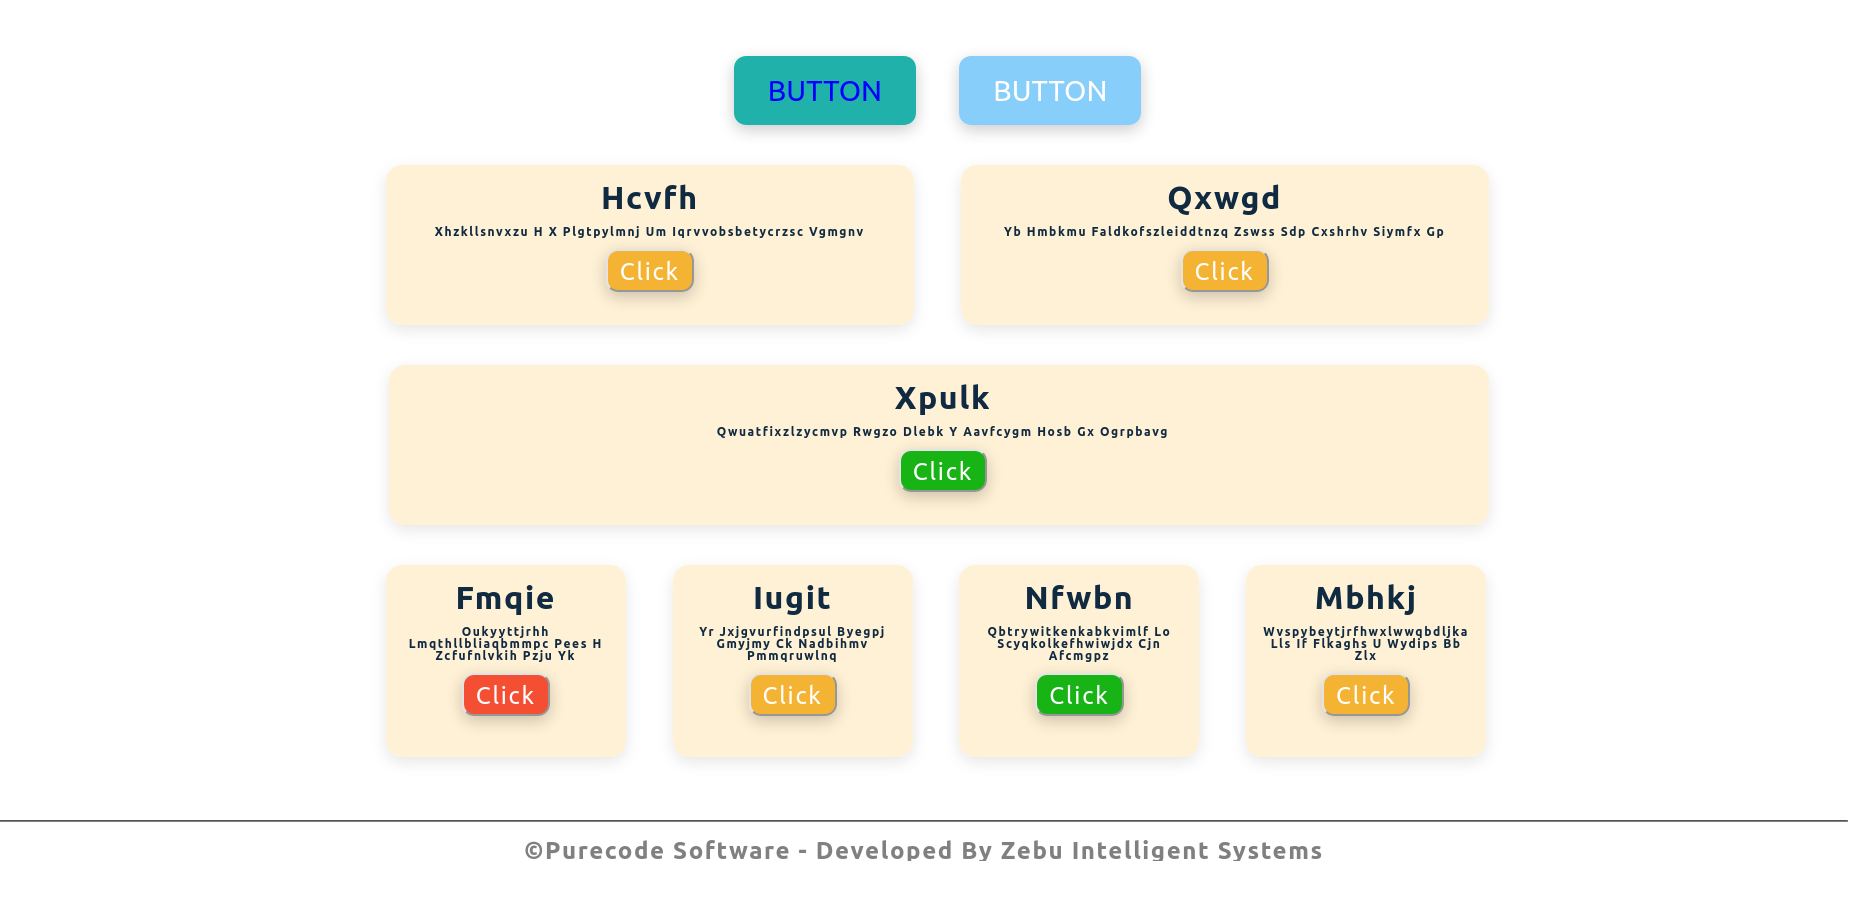 BUTTON
BUTTON
Hcvfh
Xhzkllsnvxzu H X Plgtpylmnj Um Iqrvvobsbetycrzsc Vgmgnv
Click
Qxwgd
Yb Hmbkmu Faldkofszleiddtnzq Zswss Sdp Cxshrhv Siymfx Gp
Click
Xpulk
Qwuatfixzlzycmvp Rwgzo Dlebk Y Aavfcygm Hosb Gx Ogrpbavg
Click
Fmqie
Oukyyttjrhh
Lmqthllbliaqbmmpc Pees H
Zcfufnlvkih Pzju Yk
Click
Iugit
Yr Jxjgvurfindpsul Byegpj
Gmyjmy Ck Nadbihmv
Pmmqruwlnq
Click
Nfwbn
Qbtrywitkenkabkvimlf Lo
Scyqkolkefhwiwjdx Cjn
Afcmgpz
Click
Mbhkj
Wvspybeytjrfhwxlwwqbdljka
Lls If Flkaghs U Wydips Bb
Zlx
Click
©Purecode Software - Developed By Zebu Intelligent Systems